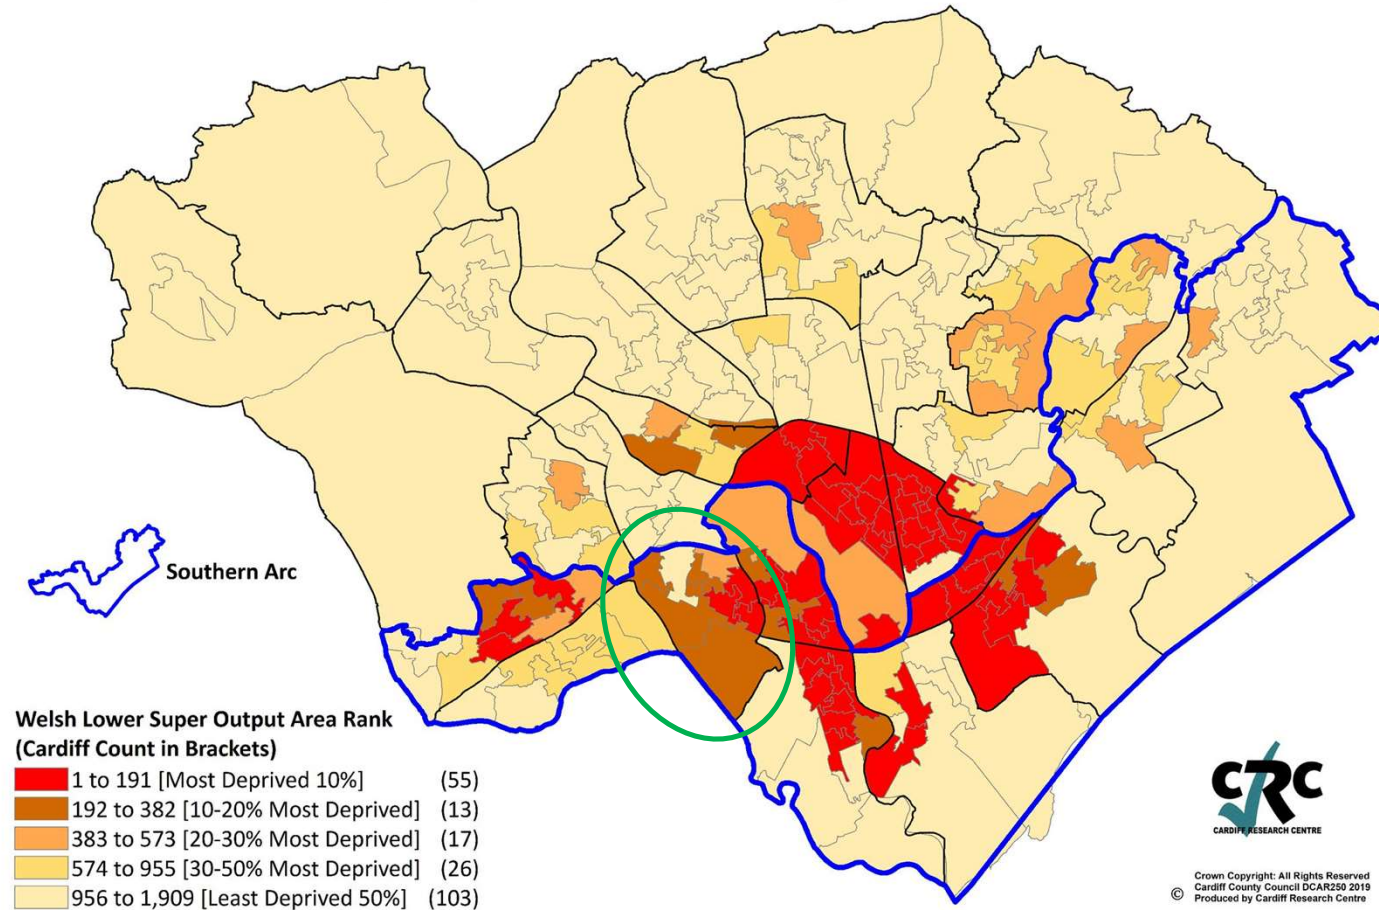 Southern Arc
Welsh Lower Super Output Area Rank
(Cardiff Count in Brackets)
1 to 191 [Most Deprived 10%] (55)
192 to 382 [10-20% Most Deprived] (13)
383 to 573 [20-30% Most Deprived] (17)
574 to 955 [30-50% Most Deprived] (26)
956 to 1,909 [Least Deprived 50%] (103)
CRC
CARDIFF RESEARCH CENTRE
Crown Copyright: All Rights Reserved
Cardiff County Council DCAR250 2019
© Produced by Cardiff Research Centre